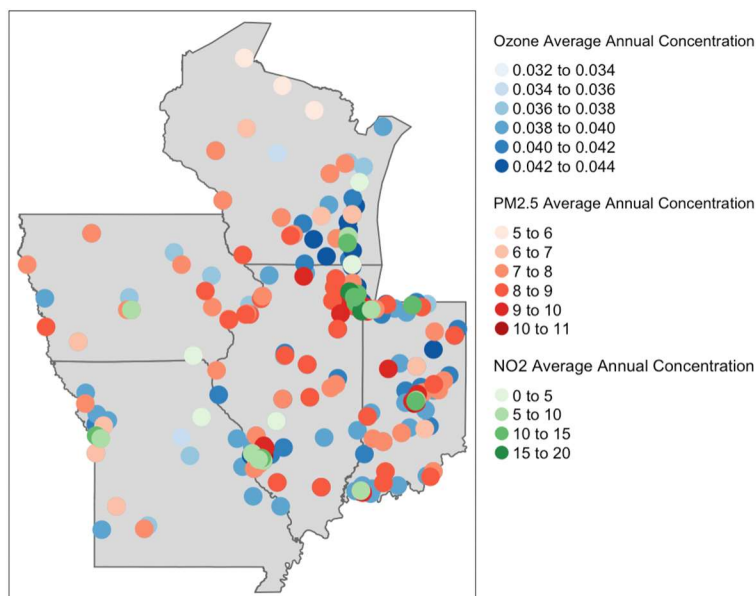 Ozone Average Annual Concentration
0.032 to 0.034
0.034 to 0.036
0.036 to 0.038
0.038 to 0.040
0.040 to 0.042
0.042 to 0.044
PM2.5 Average Annual Concentration
5 to 6
6 to 7
7 to 8
8 to 9
9 to 10
10 to 11
NO2 Average Annual Concentration
0 to 5
5 to 10
10 to 15
15 to 20